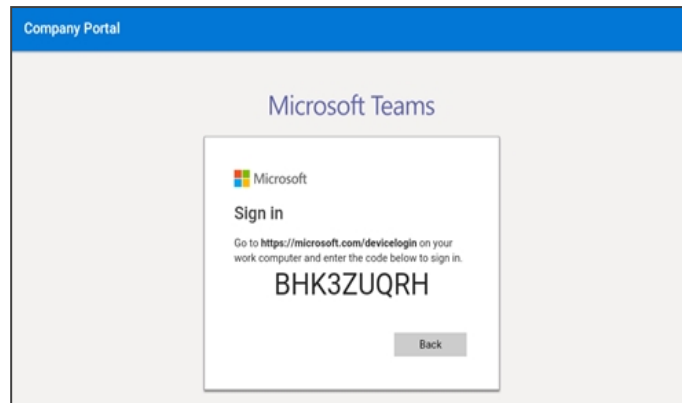 Company Portal
Microsoft Teams
Microsoft
Sign in
Go to https://microsoft.com/devicelogin on your
work computer and enter the code below to sign in.
BHK3ZUQRH
Back